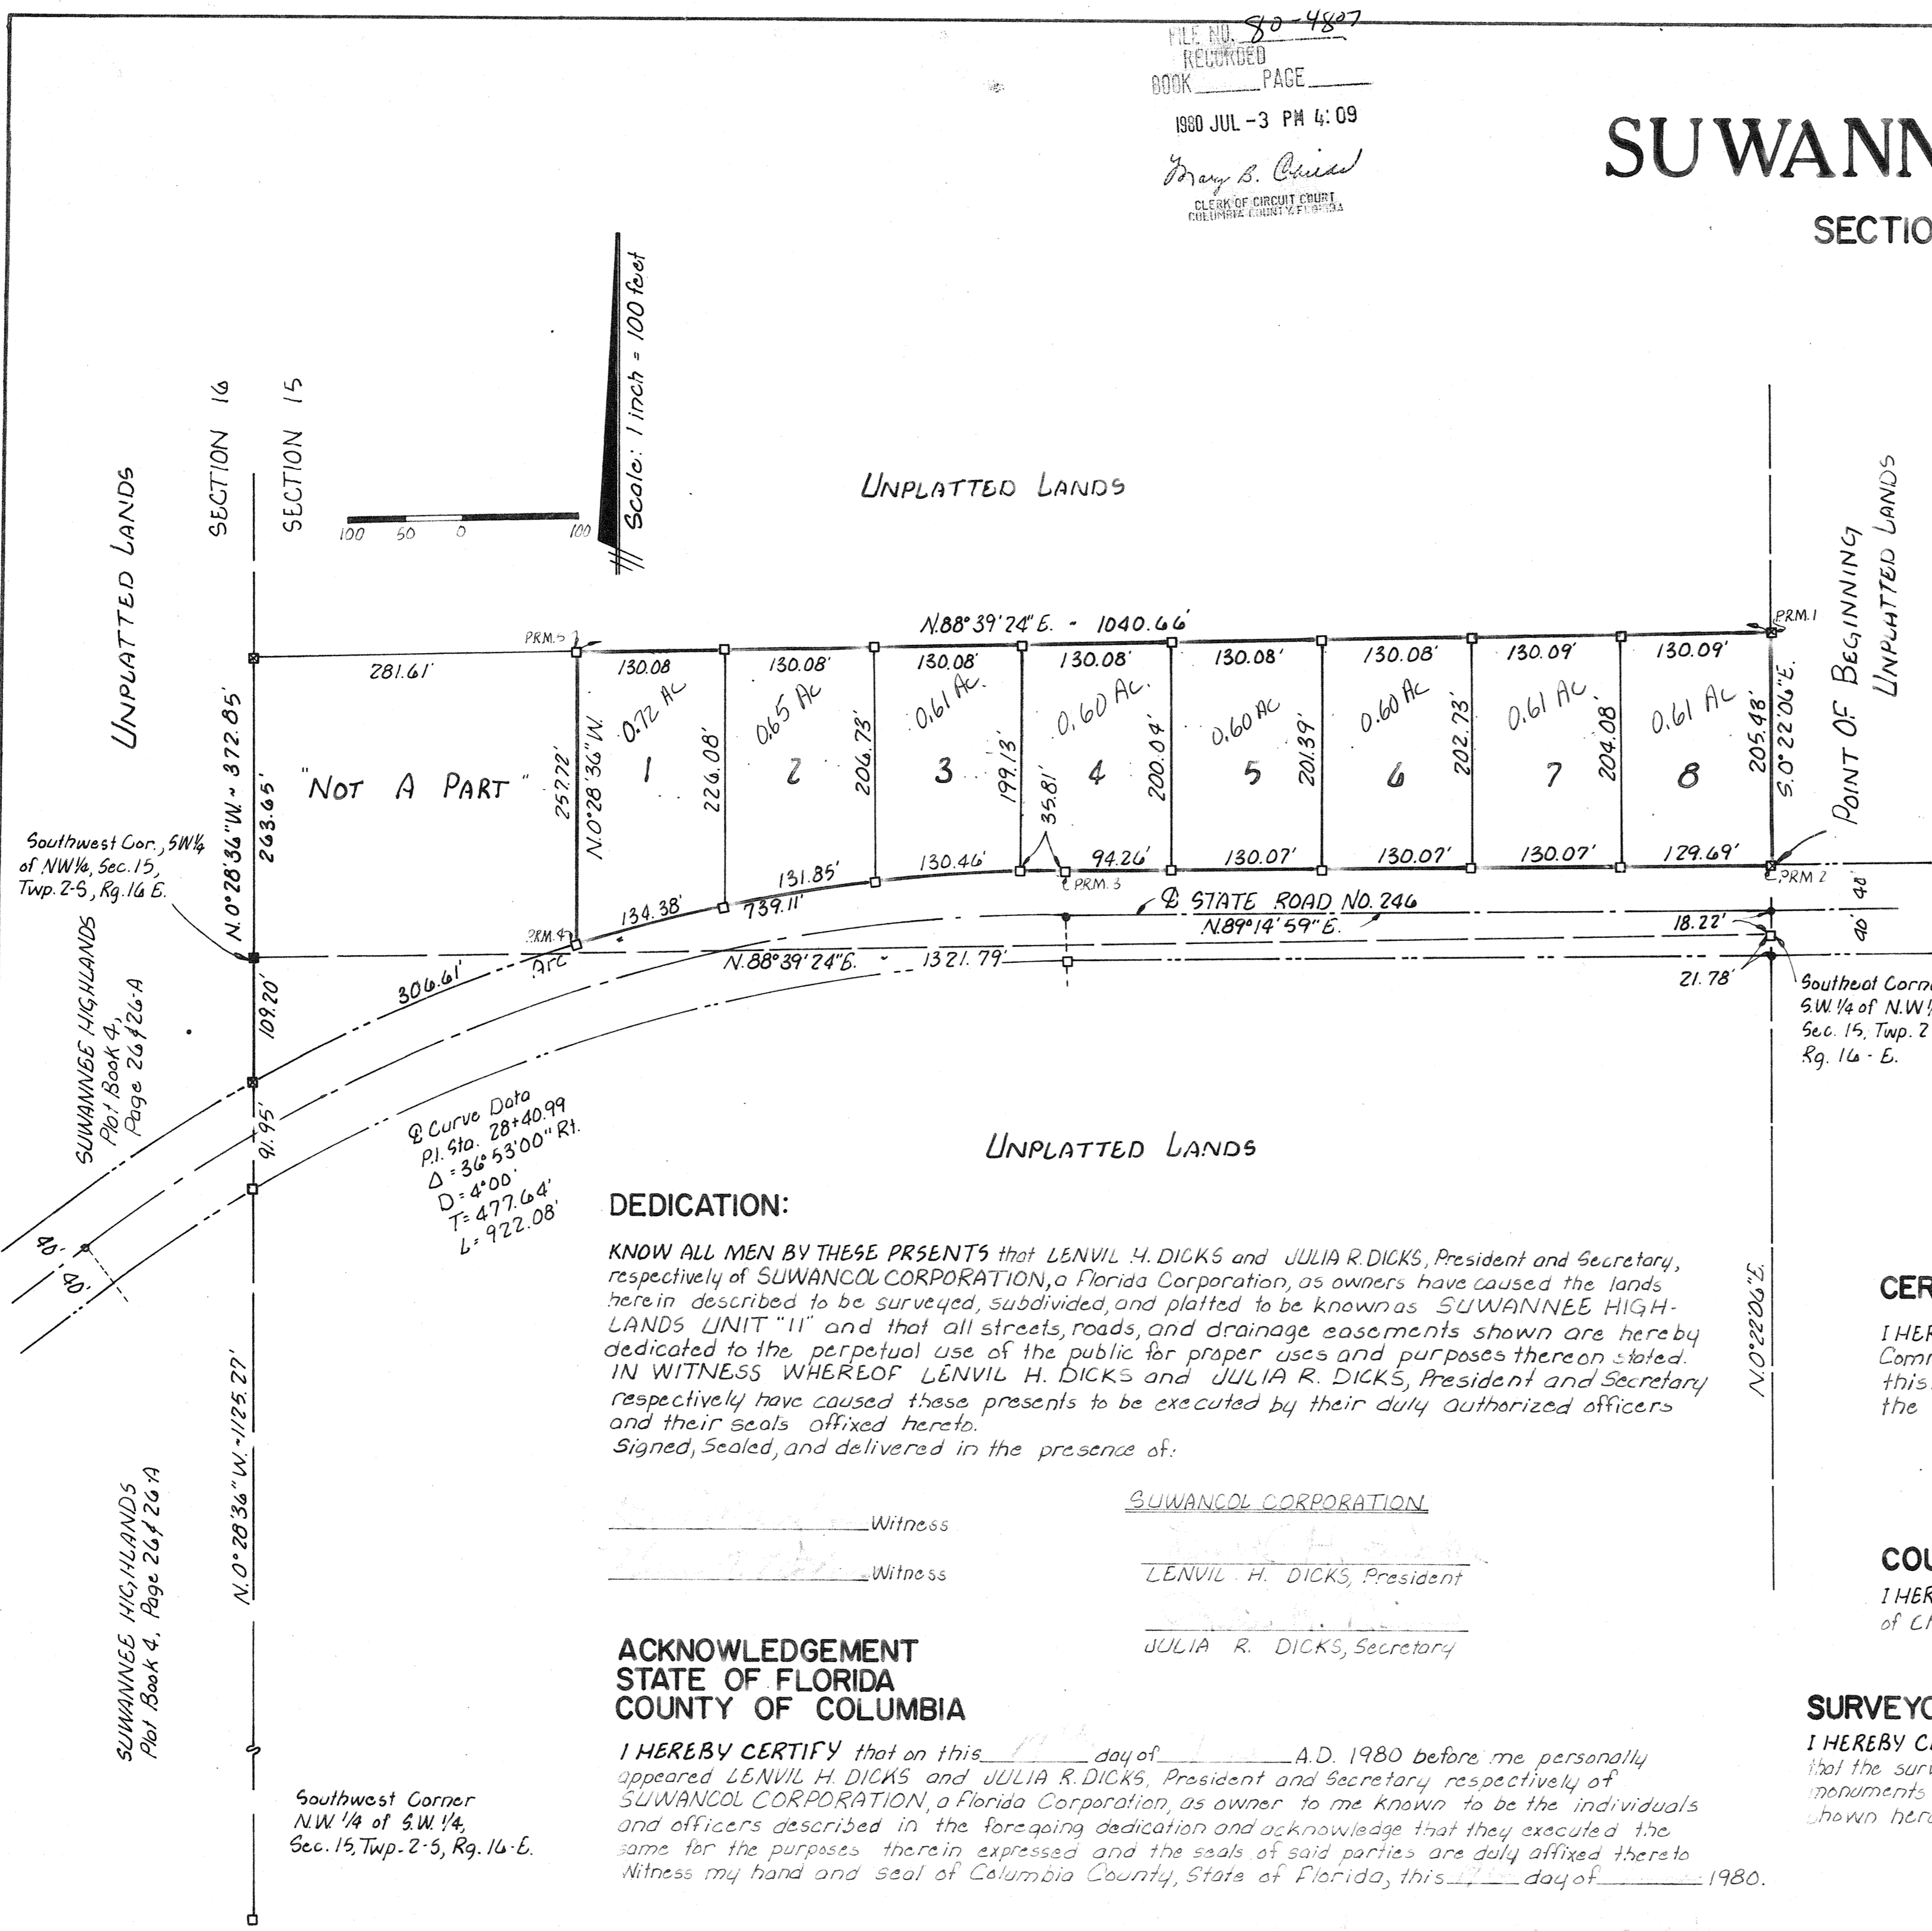 FILE NO. 80-4807
RECORDED
BOOK PAGE
1980 JUL -3 PM 4:09
Mary B.
CLERK OF CIRCUIT COURT
COLUMBIA COUNTY, FLORIDA
SUWANN
SECTIO
Scale: 1 inch = 100 feet
100 50 0 100
SECTION 16
SECTION 15
UNPLATTED LANDS
UNPLATTED LANDS
UNPLATTED LANDS
POINT OF BEGINNING
N.88°39'24"E. - 1040.66'
P.R.M. 5
P.R.M. 1
281.61'
130.08
130.08'
130.08'
130.08'
130.08'
130.08'
130.09'
130.09'
0.72 Ac
0.65 Ac
0.61 Ac.
0.60 Ac.
0.60 Ac
0.60 Ac
0.61 Ac
0.61 Ac
"NOT A PART"
1
2
3
4
5
6
7
8
N.0°28'36"W. ~ 372.85'
263.65'
257.72'
N.0°28'36"W.
226.08'
206.73'
199.13'
35.81'
200.04'
201.39'
202.73'
204.08'
205.43'
S.0°22'06"E.
Southwest Cor., SW¼
of NW¼, Sec. 15,
Twp. 2-S, Rg. 16 E.
134.38'
131.85'
130.46'
94.26'
130.07'
130.07'
130.07'
129.69'
739.11'
P.R.M. 4
P.R.M. 3
P.R.M 2
℄ STATE ROAD NO. 246
N.89°14'59"E.
18.22'
40' 40'
Arc
306.61'
N.88°39'24"E. - 1321.79'
21.78'
Southeat Corne
S.W. 1/4 of N.W 1/
Sec. 15, Twp. 2
Rg. 16 - E.
109.20'
SUWANNEE HIGHLANDS
Plat Book 4,
Page 26 & 26-A
91.95'
℄ Curve Data
P.I. Sta. 28+40.99
Δ = 36°53'00" Rt.
D = 4°00'
T = 477.64'
L = 922.08'
40'
40'
UNPLATTED LANDS
DEDICATION:
KNOW ALL MEN BY THESE PRSENTS that LENVIL H. DICKS and JULIA R. DICKS, President and Secretary,
respectively of SUWANCOL CORPORATION, a Florida Corporation, as owners have caused the lands
herein described to be surveyed, subdivided, and platted to be known as SUWANNEE HIGH-
LANDS UNIT "II" and that all streets, roads, and drainage easements shown are hereby
dedicated to the perpetual use of the public for proper uses and purposes thereon stated.
IN WITNESS WHEREOF LENVIL H. DICKS and JULIA R. DICKS, President and Secretary
respectively have caused these presents to be executed by their duly authorized officers
and their seals affixed hereto.
Signed, Sealed, and delivered in the presence of:
N.0°22'06"E.
CER
I HER
Comm
this
the
N.0°28'36"W. ~ 1125.27'
SUWANNEE HIGHLANDS
Plat Book 4, Page 26 & 26-A
SUWANCOL CORPORATION
Witness
Witness
LENVIL H. DICKS, President
JULIA R. DICKS, Secretary
COU
I HER
of Cl
ACKNOWLEDGEMENT
STATE OF FLORIDA
COUNTY OF COLUMBIA
I HEREBY CERTIFY that on this day of A.D. 1980 before me personally
appeared LENVIL H. DICKS and JULIA R. DICKS, President and Secretary respectively of
SUWANCOL CORPORATION, a Florida Corporation, as owner to me known to be the individuals
and officers described in the foregoing dedication and acknowledge that they executed the
same for the purposes therein expressed and the seals of said parties are duly affixed thereto
Witness my hand and seal of Columbia County, State of Florida, this day of 1980.
SURVEYO
I HEREBY CE
that the surv
monuments
shown here
Southwest Corner
N.W. 1/4 of S.W. 1/4,
Sec. 15, Twp. 2-S, Rg. 16-E.